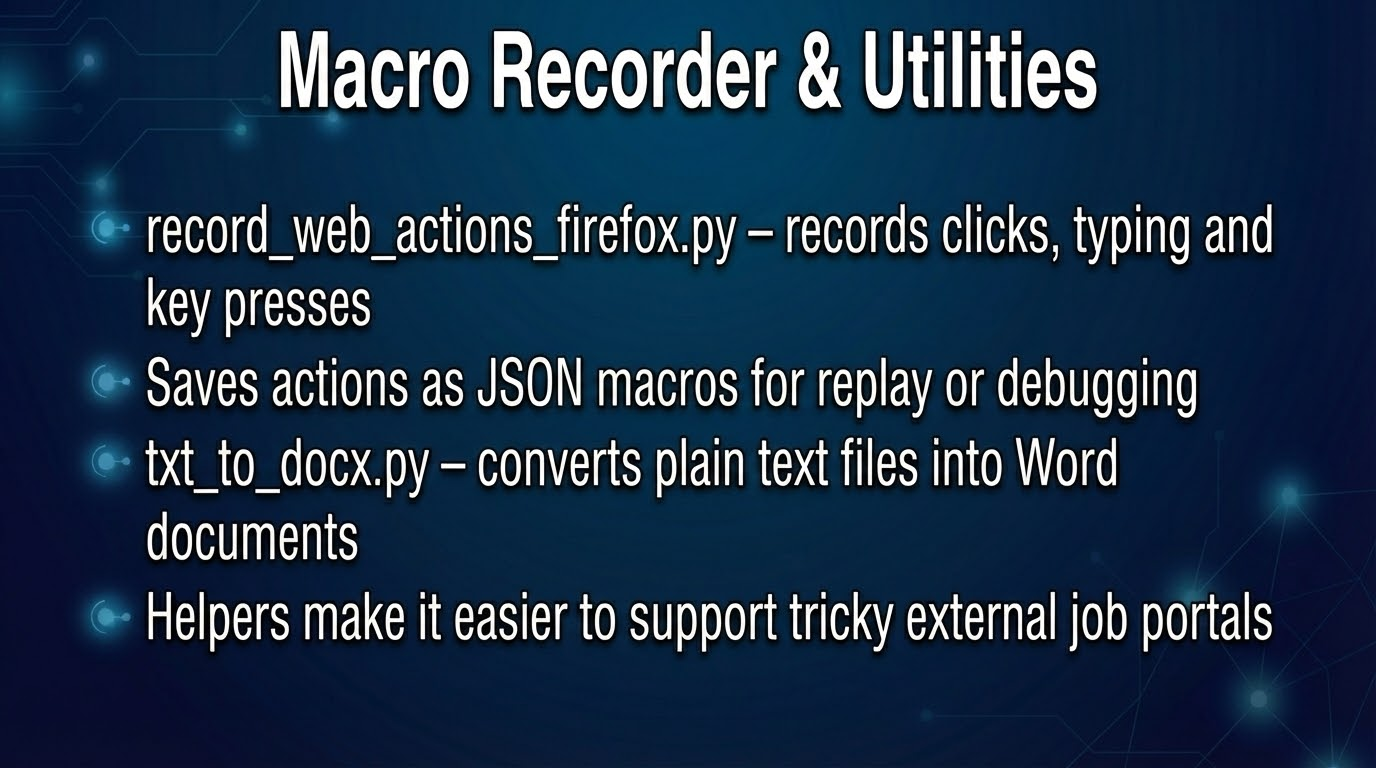 Macro Recorder & Utilities
record_web_actions_firefox.py – records clicks, typing and
key presses
Saves actions as JSON macros for replay or debugging
txt_to_docx.py – converts plain text files into Word
documents
Helpers make it easier to support tricky external job portals